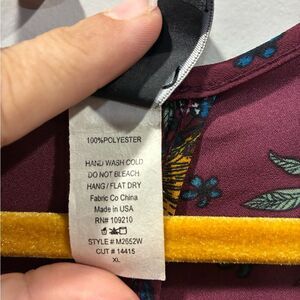 100%POLYESTER
HAND WASH COLD
DO NOT BLEACH
HANG / FLAT DRY
Fabric Co China
Made in USA
RN# 109210
STYLE # M2652W
CUT # 14415
XL